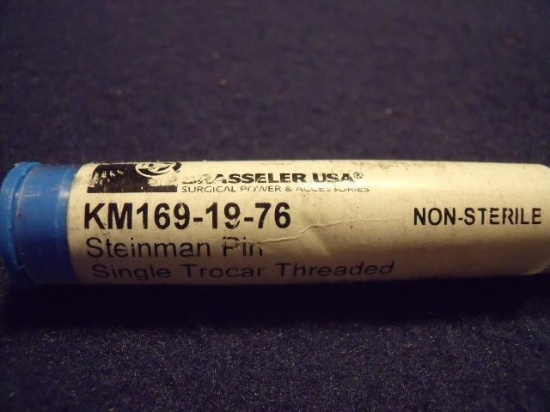 BRASSELER USA®
SURGICAL POWER & ACCESSORIES
KM169-19-76
NON-STERILE
Steinman Pin
Single Trocar Threaded